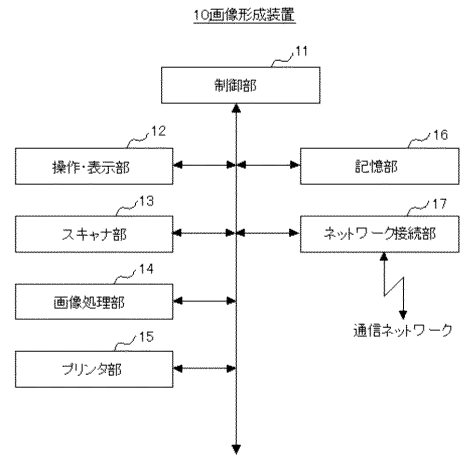 10画像形成装置
11
制御部
12
操作・表示部
16
記憶部
13
スキャナ部
17
ネットワーク接続部
14
画像処理部
通信ネットワーク
15
プリンタ部